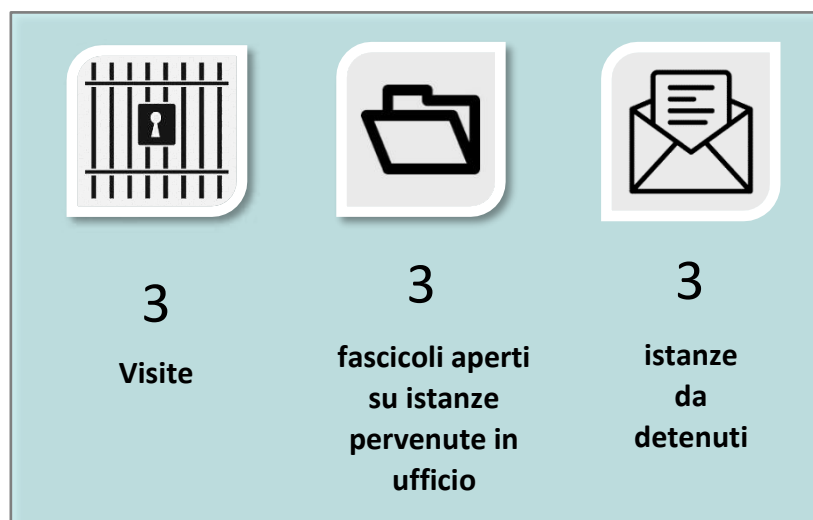 3
Visite
3
fascicoli aperti
su istanze
pervenute in
ufficio
3
istanze
da
detenuti